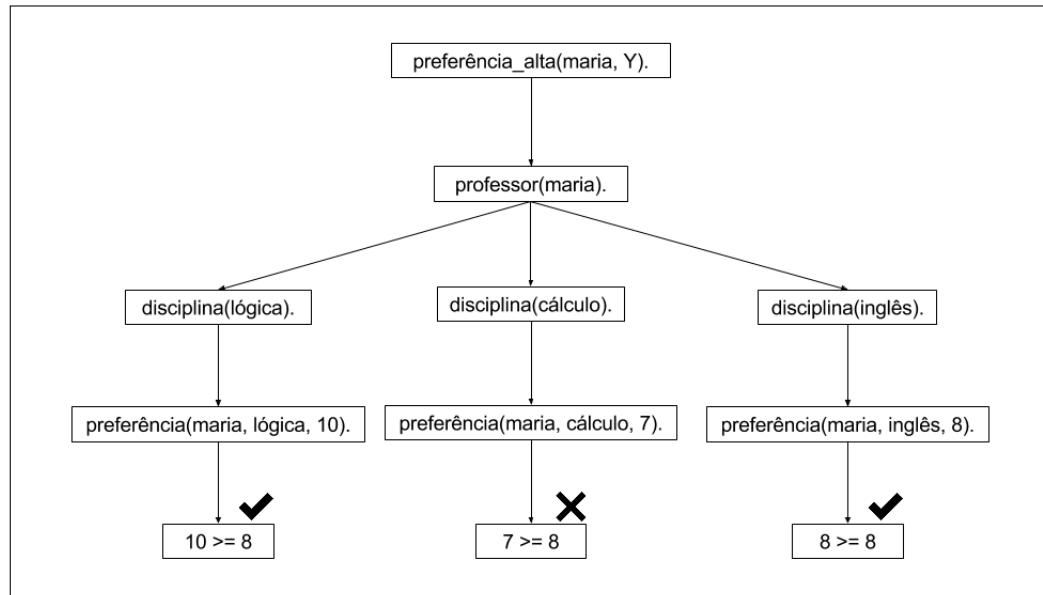 preferência_alta(maria, Y).
professor(maria).
disciplina(lógica).
disciplina(cálculo).
disciplina(inglês).
preferência(maria, lógica, 10).
preferência(maria, cálculo, 7).
preferência(maria, inglês, 8).
10 >= 8
7 >= 8
8 >= 8